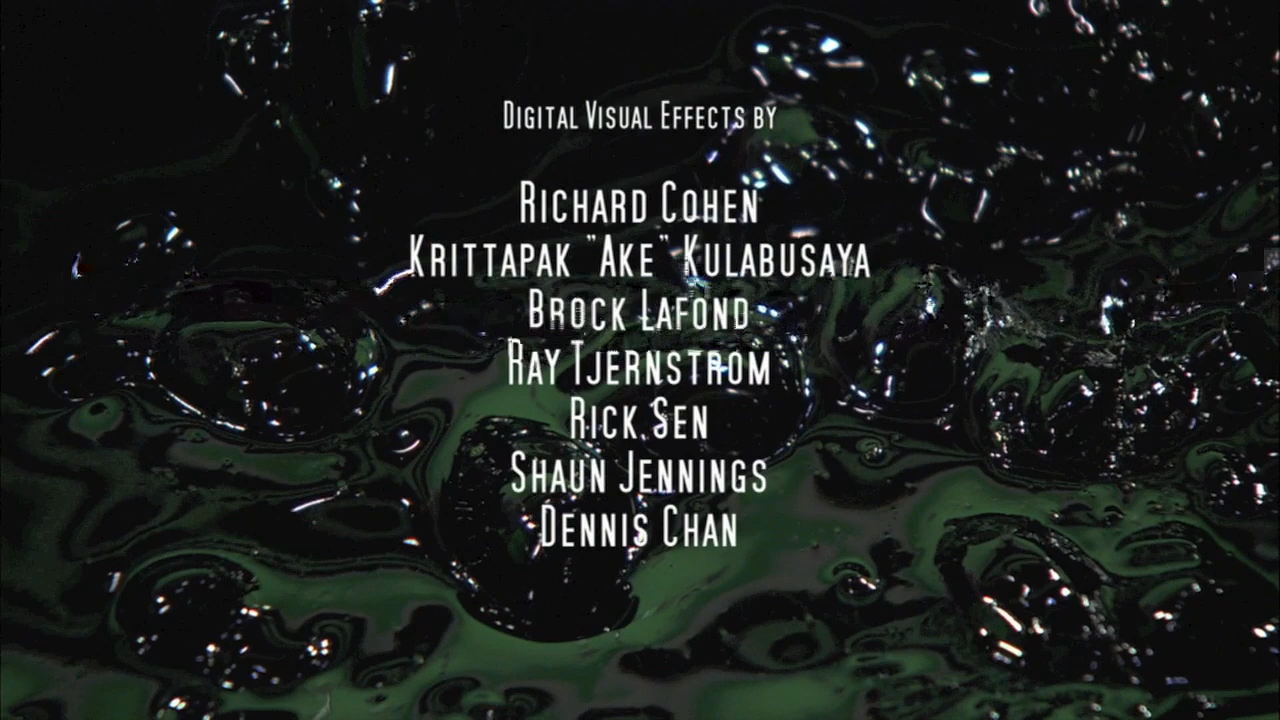 Digital Visual Effects by
Richard Cohen
Krittapak "Ake" Kulabusaya
Brock Lafond
Ray Tjernstrom
Rick Sen
Shaun Jennings
Dennis Chan